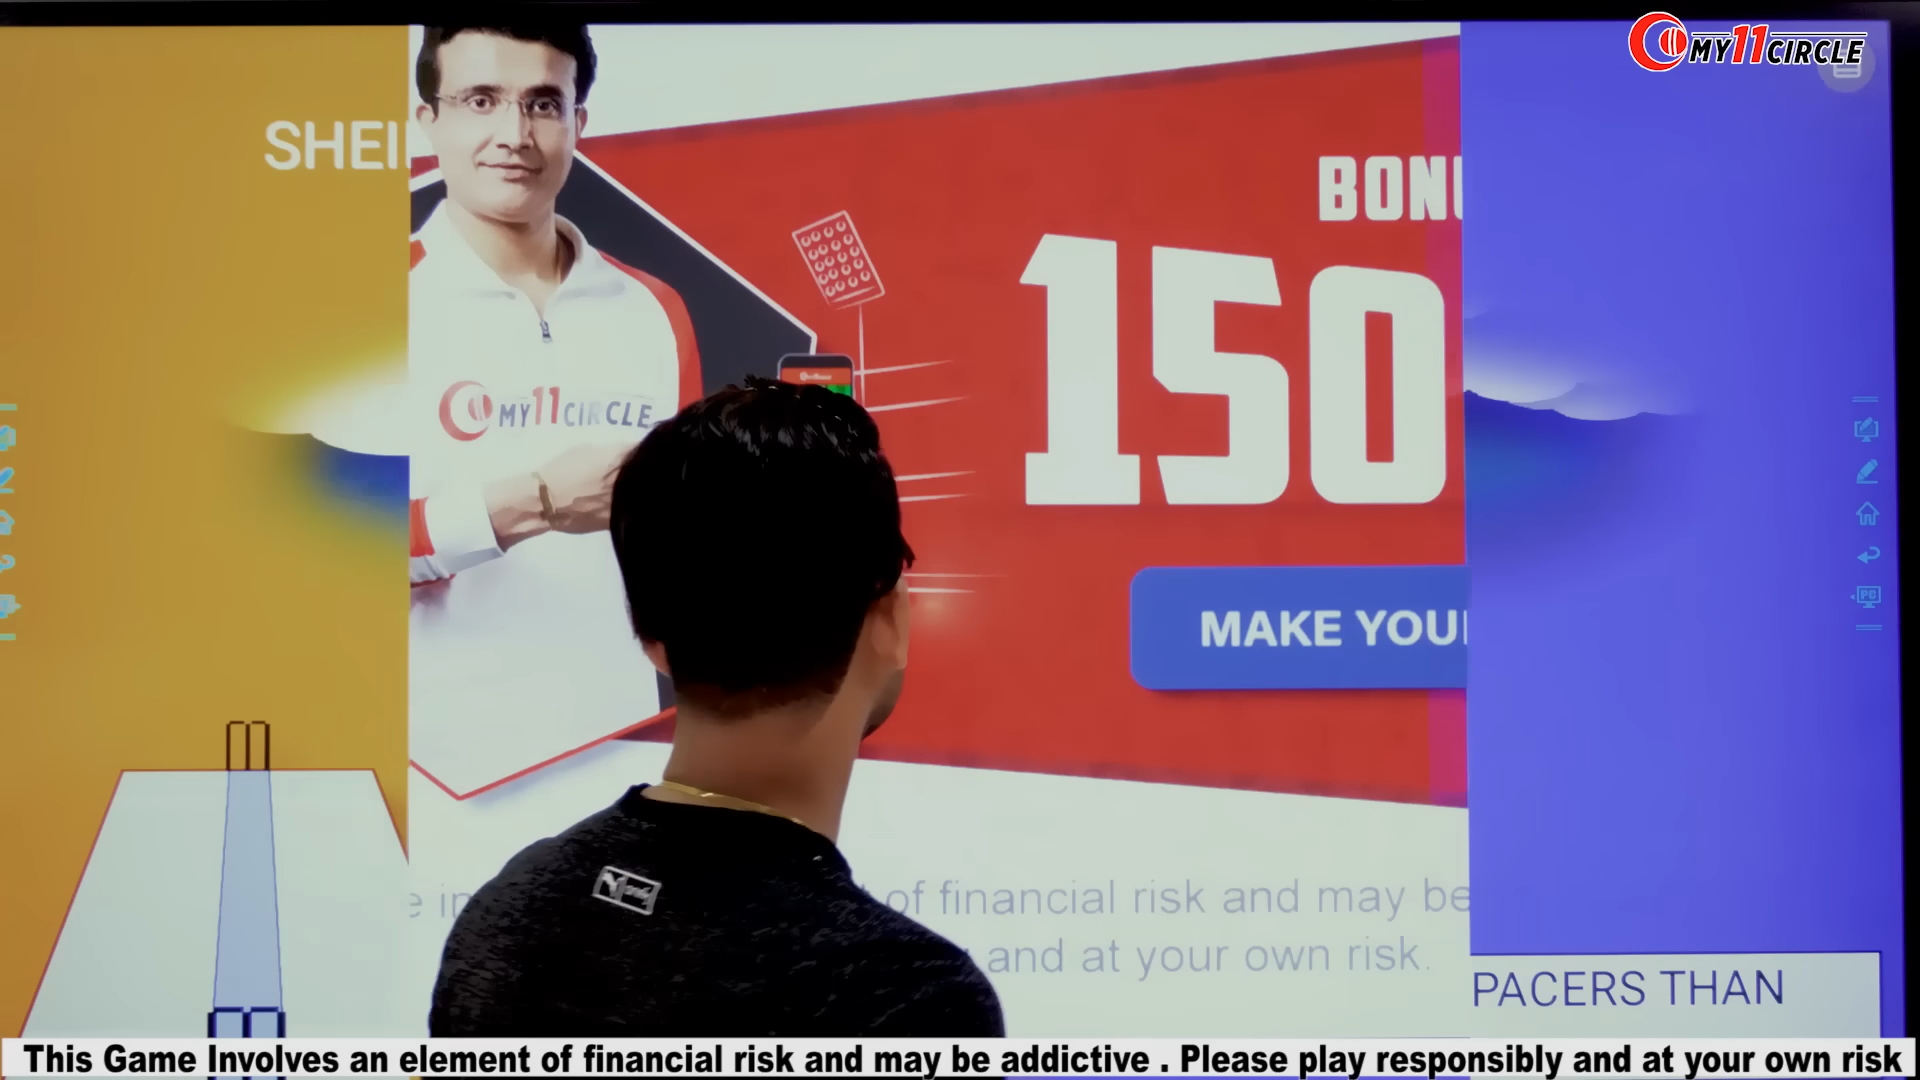 MY11CIRCLE
SHEI
BONU
150
MY11CIRCLE
MAKE YOUR
of financial risk and may be
and at your own risk.
PACERS THAN
PC
This Game Involves an element of financial risk and may be addictive . Please play responsibly and at your own risk